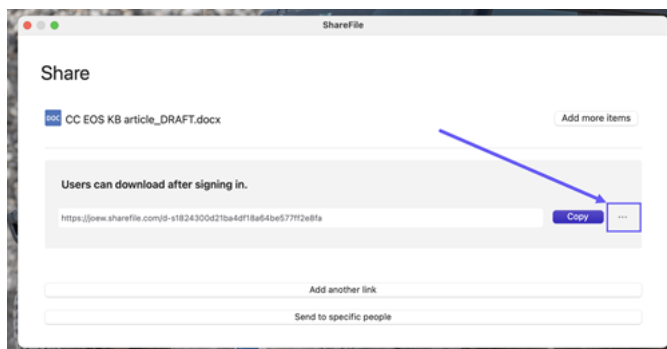 ShareFile
Share
DOC CC EOS KB article_DRAFT.docx Add more items
Users can download after signing in.
https://joew.sharefile.com/d-s1824300d21ba4df18a64be577ff2e8fa Copy ...
Add another link
Send to specific people